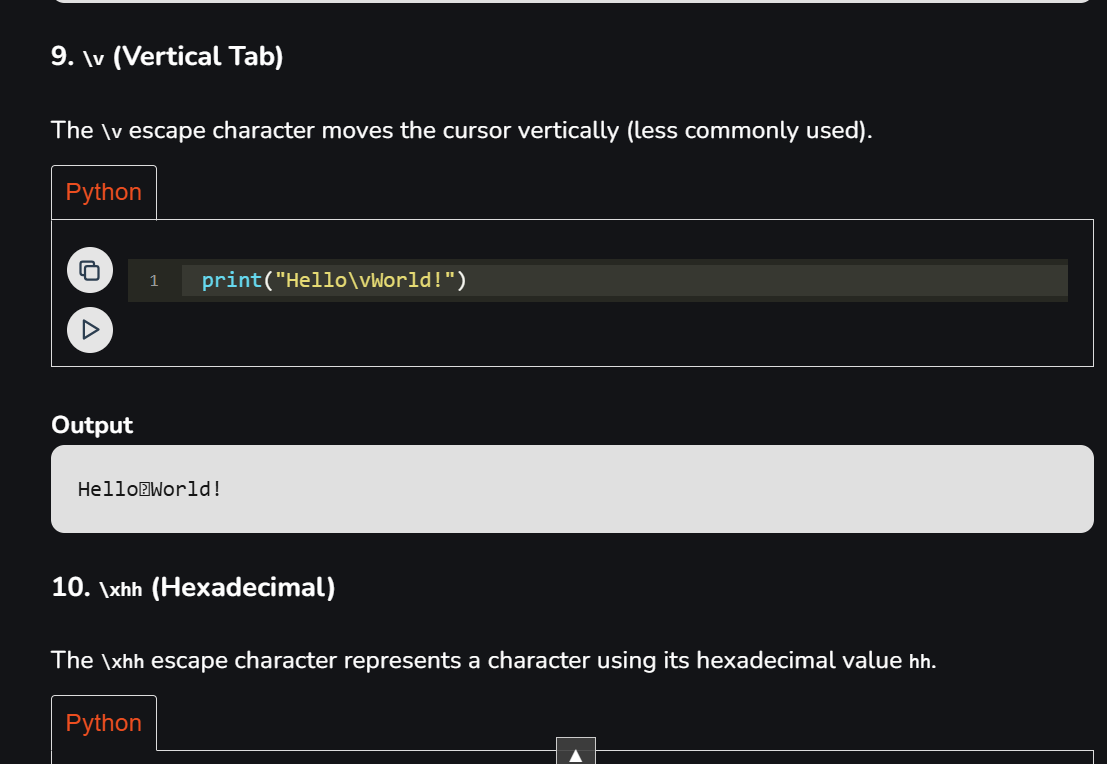 9. \v (Vertical Tab)
The \v escape character moves the cursor vertically (less commonly used).
Python
1 print("Hello\vWorld!")
Output
Hello⍰World!
10. \xhh (Hexadecimal)
The \xhh escape character represents a character using its hexadecimal value hh.
Python
▲